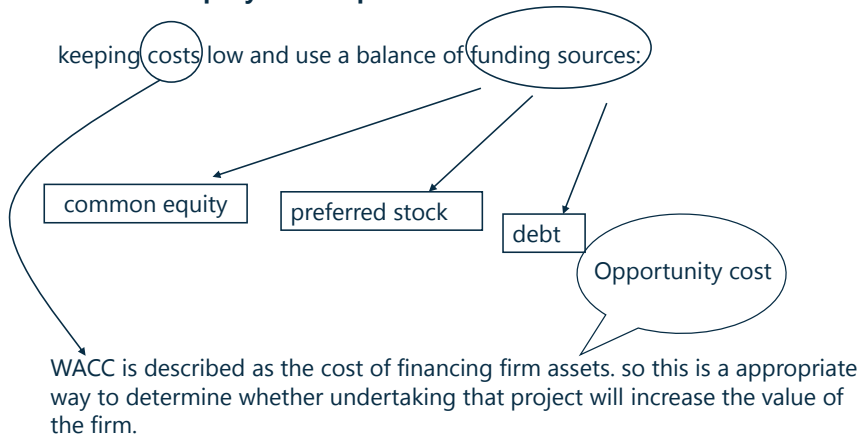 keeping costs low and use a balance of funding sources:
common equity
preferred stock
debt
Opportunity cost
WACC is described as the cost of financing firm assets. so this is a appropriate
way to determine whether undertaking that project will increase the value of
the firm.